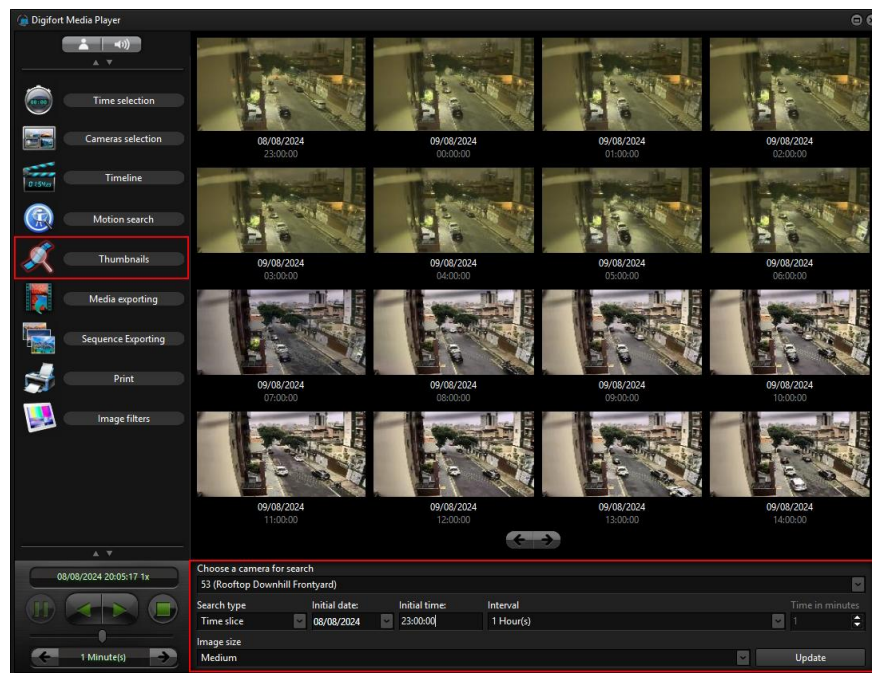 Digifort Media Player
Time selection
Cameras selection
Timeline
Motion search
Thumbnails
Media exporting
Sequence Exporting
Print
Image filters
08/08/2024 09/08/2024 09/08/2024 09/08/2024
23:00:00 00:00:00 01:00:00 02:00:00
09/08/2024 09/08/2024 09/08/2024 09/08/2024
03:00:00 04:00:00 05:00:00 06:00:00
09/08/2024 09/08/2024 09/08/2024 09/08/2024
07:00:00 08:00:00 09:00:00 10:00:00
09/08/2024 09/08/2024 09/08/2024 09/08/2024
11:00:00 12:00:00 13:00:00 14:00:00
08/08/2024 20:05:17 1x
1 Minute(s)
Choose a camera for search
53 (Rooftop Downhill Frontyard)
Search type Initial date: Initial time: Interval Time in minutes
Time slice 08/08/2024 23:00:00 1 Hour(s) 1
Image size
Medium Update